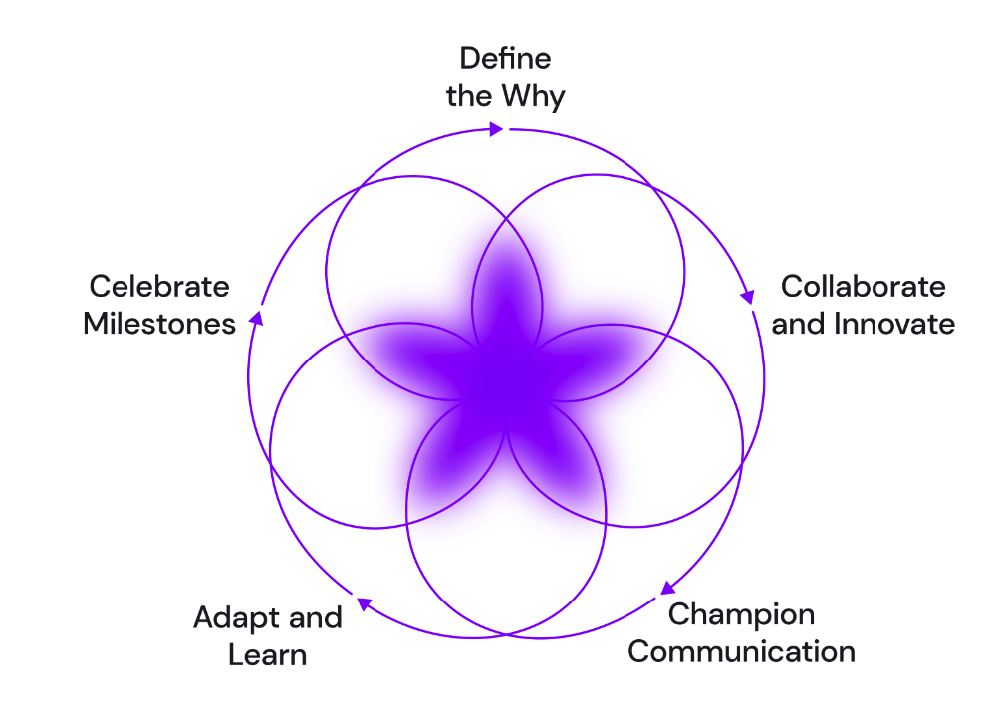 Define
the Why
Collaborate
and Innovate
Champion
Communication
Adapt and
Learn
Celebrate
Milestones